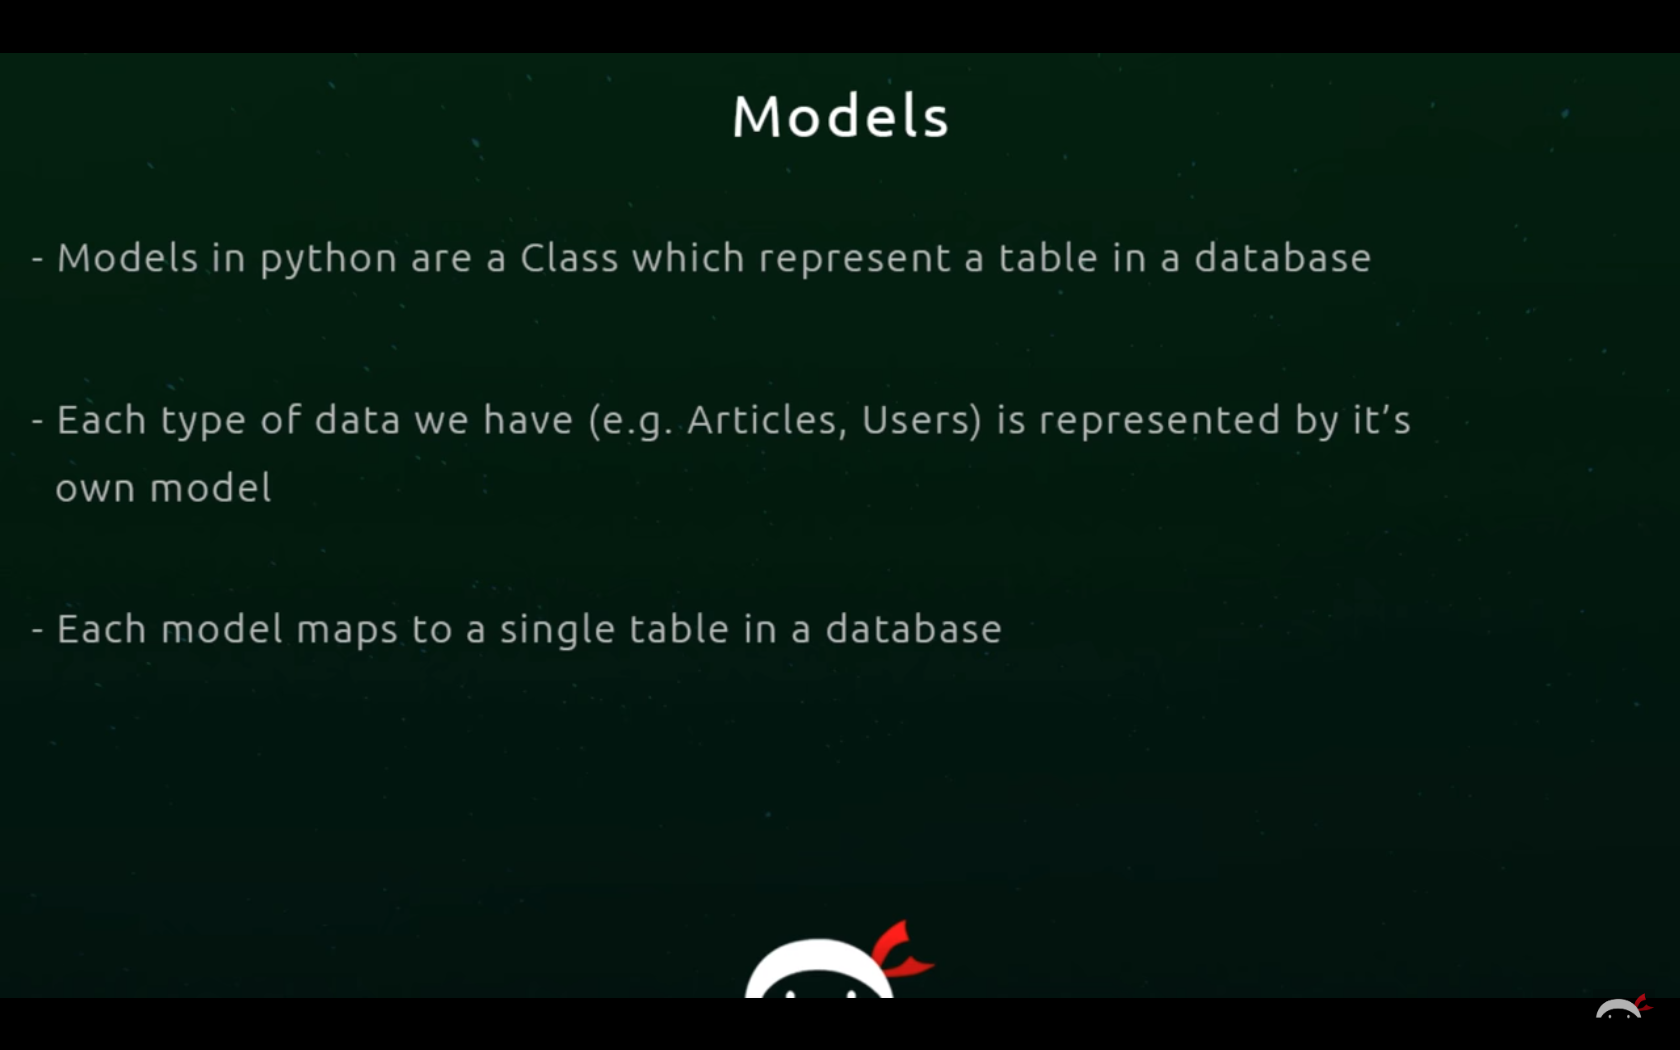 Models
- Models in python are a Class which represent a table in a database
- Each type of data we have (e.g. Articles, Users) is represented by it’s
own model
- Each model maps to a single table in a database